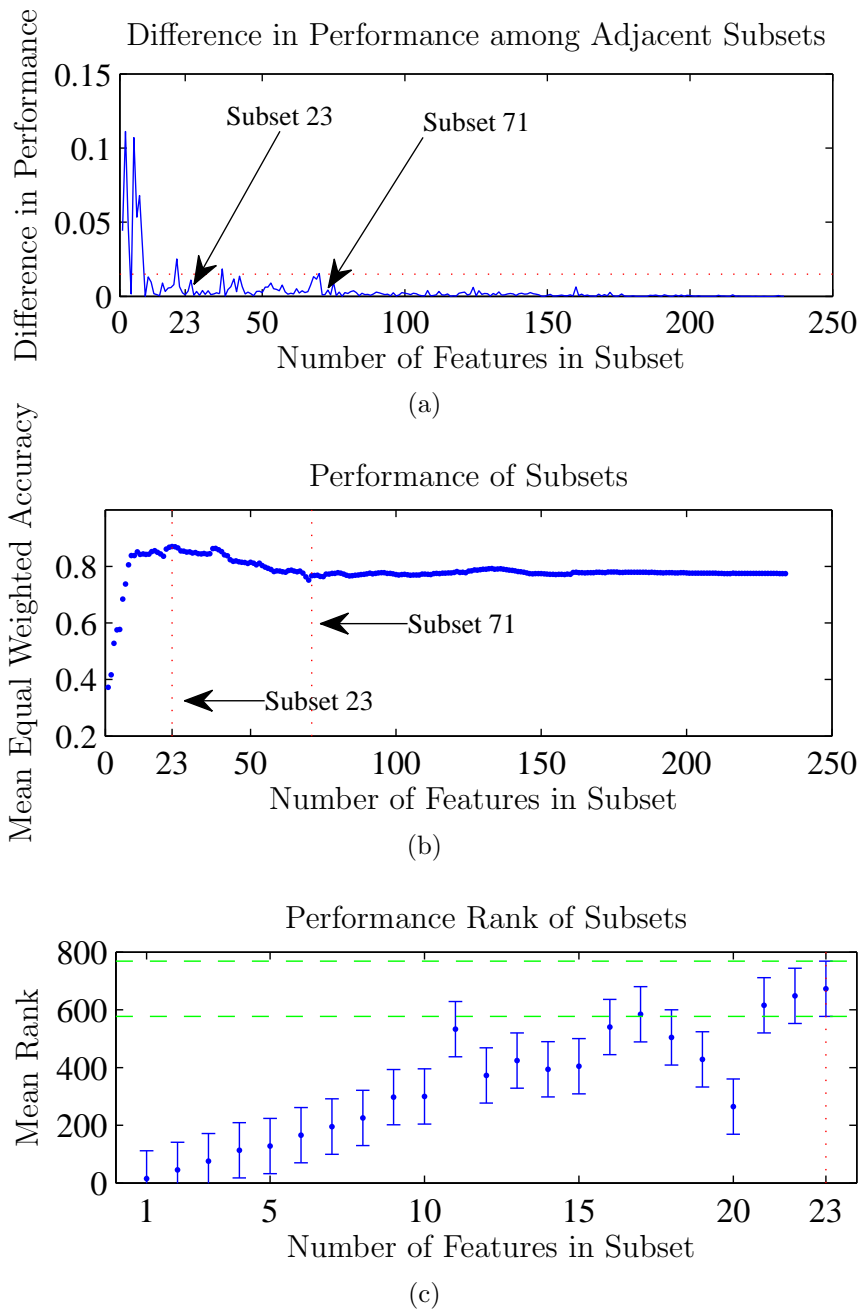 Difference in Performance among Adjacent Subsets
Difference in Performance
0.15
0.1
0.05
0
Subset 23
Subset 71
0 23 50 100 150 200 250
Number of Features in Subset
(a)
Performance of Subsets
Mean Equal Weighted Accuracy
0.8
0.6
0.4
0.2
Subset 71
Subset 23
0 23 50 100 150 200 250
Number of Features in Subset
(b)
Performance Rank of Subsets
Mean Rank
800
600
400
200
0
1 5 10 15 20 23
Number of Features in Subset
(c)